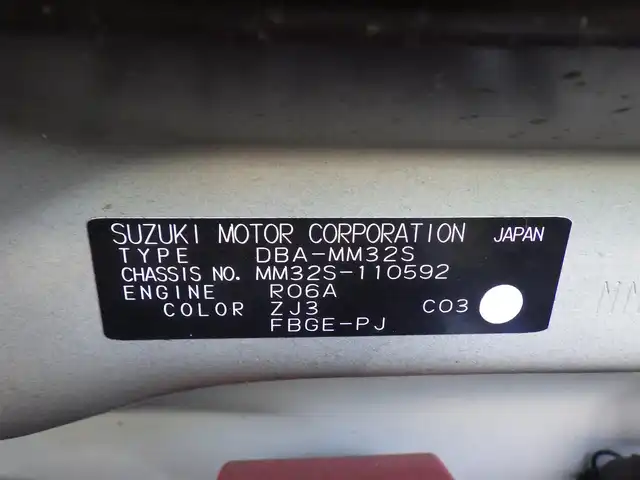 SUZUKI MOTOR CORPORATION JAPAN
TYPE DBA-MM32S
CHASSIS NO. MM32S-110592
ENGINE R06A
COLOR ZJ3 C03
FBGE-PJ